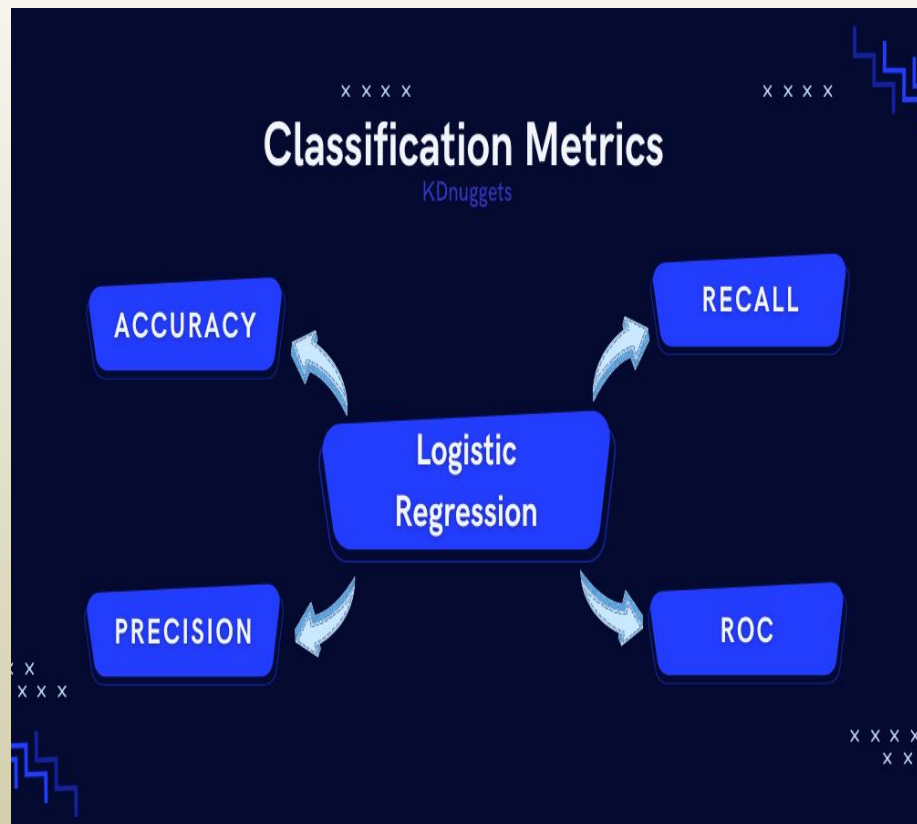 x x x x
x x x x
Classification Metrics
KDnuggets
ACCURACY
RECALL
Logistic
Regression
PRECISION
ROC
x x
x x x
x x x x
x x